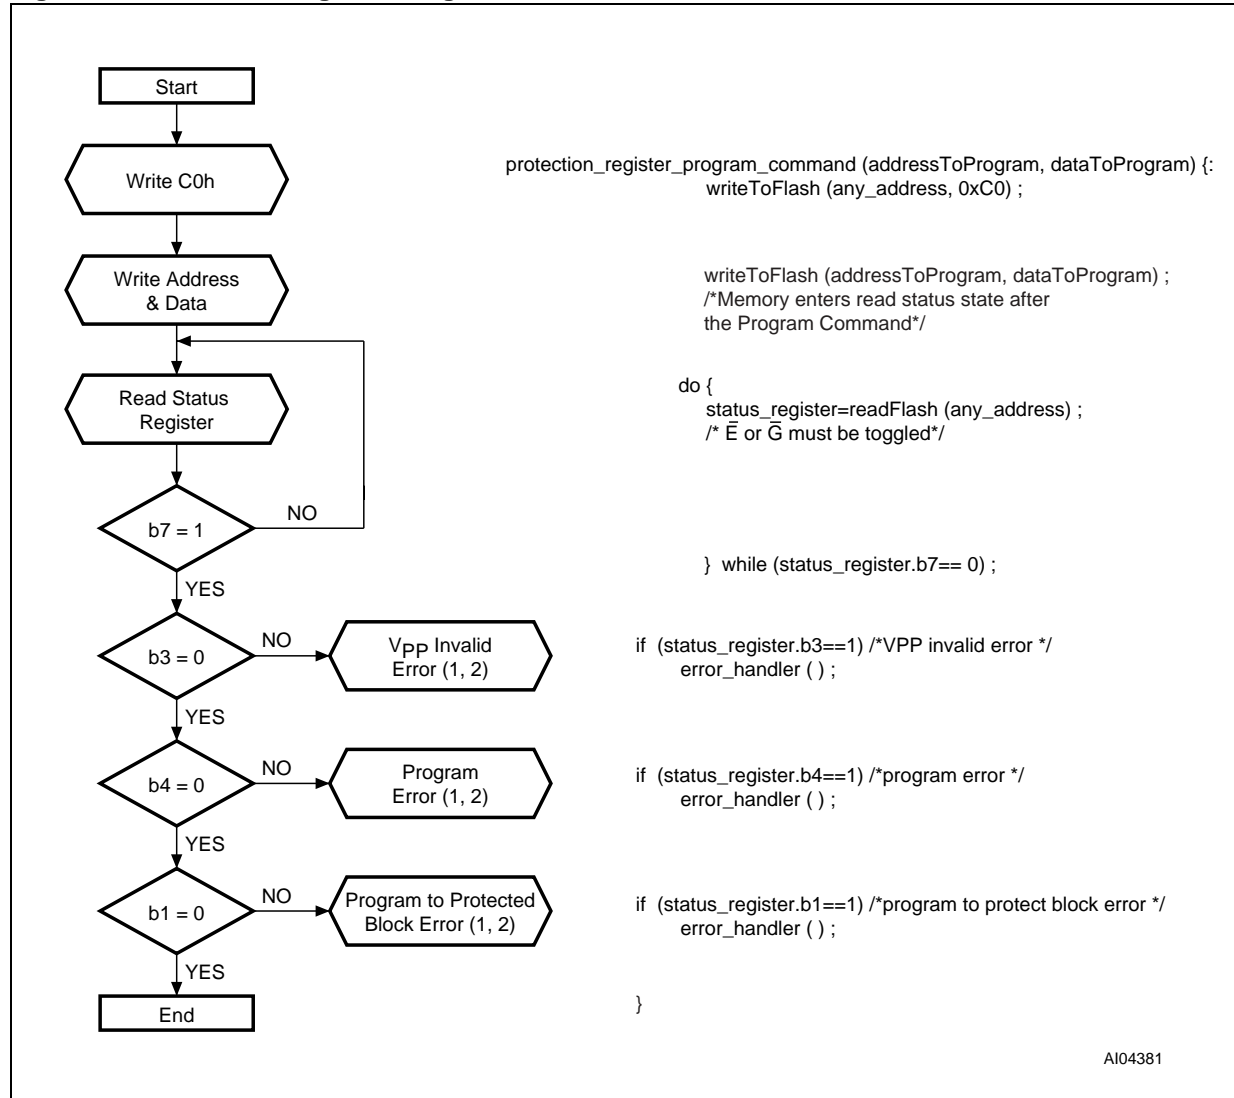 Start
Write C0h
protection_register_program_command (addressToProgram, dataToProgram) {:
writeToFlash (any_address, 0xC0) ;
Write Address
& Data
writeToFlash (addressToProgram, dataToProgram) ;
/*Memory enters read status state after
the Program Command*/
Read Status
Register
do {
status_register=readFlash (any_address) ;
/* E̅ or G̅ must be toggled*/
b7 = 1
NO
YES
} while (status_register.b7== 0) ;
b3 = 0
NO
YES
VPP Invalid
Error (1, 2)
if (status_register.b3==1) /*VPP invalid error */
error_handler ( ) ;
b4 = 0
NO
YES
Program
Error (1, 2)
if (status_register.b4==1) /*program error */
error_handler ( ) ;
b1 = 0
NO
YES
Program to Protected
Block Error (1, 2)
if (status_register.b1==1) /*program to protect block error */
error_handler ( ) ;
End
}
AI04381